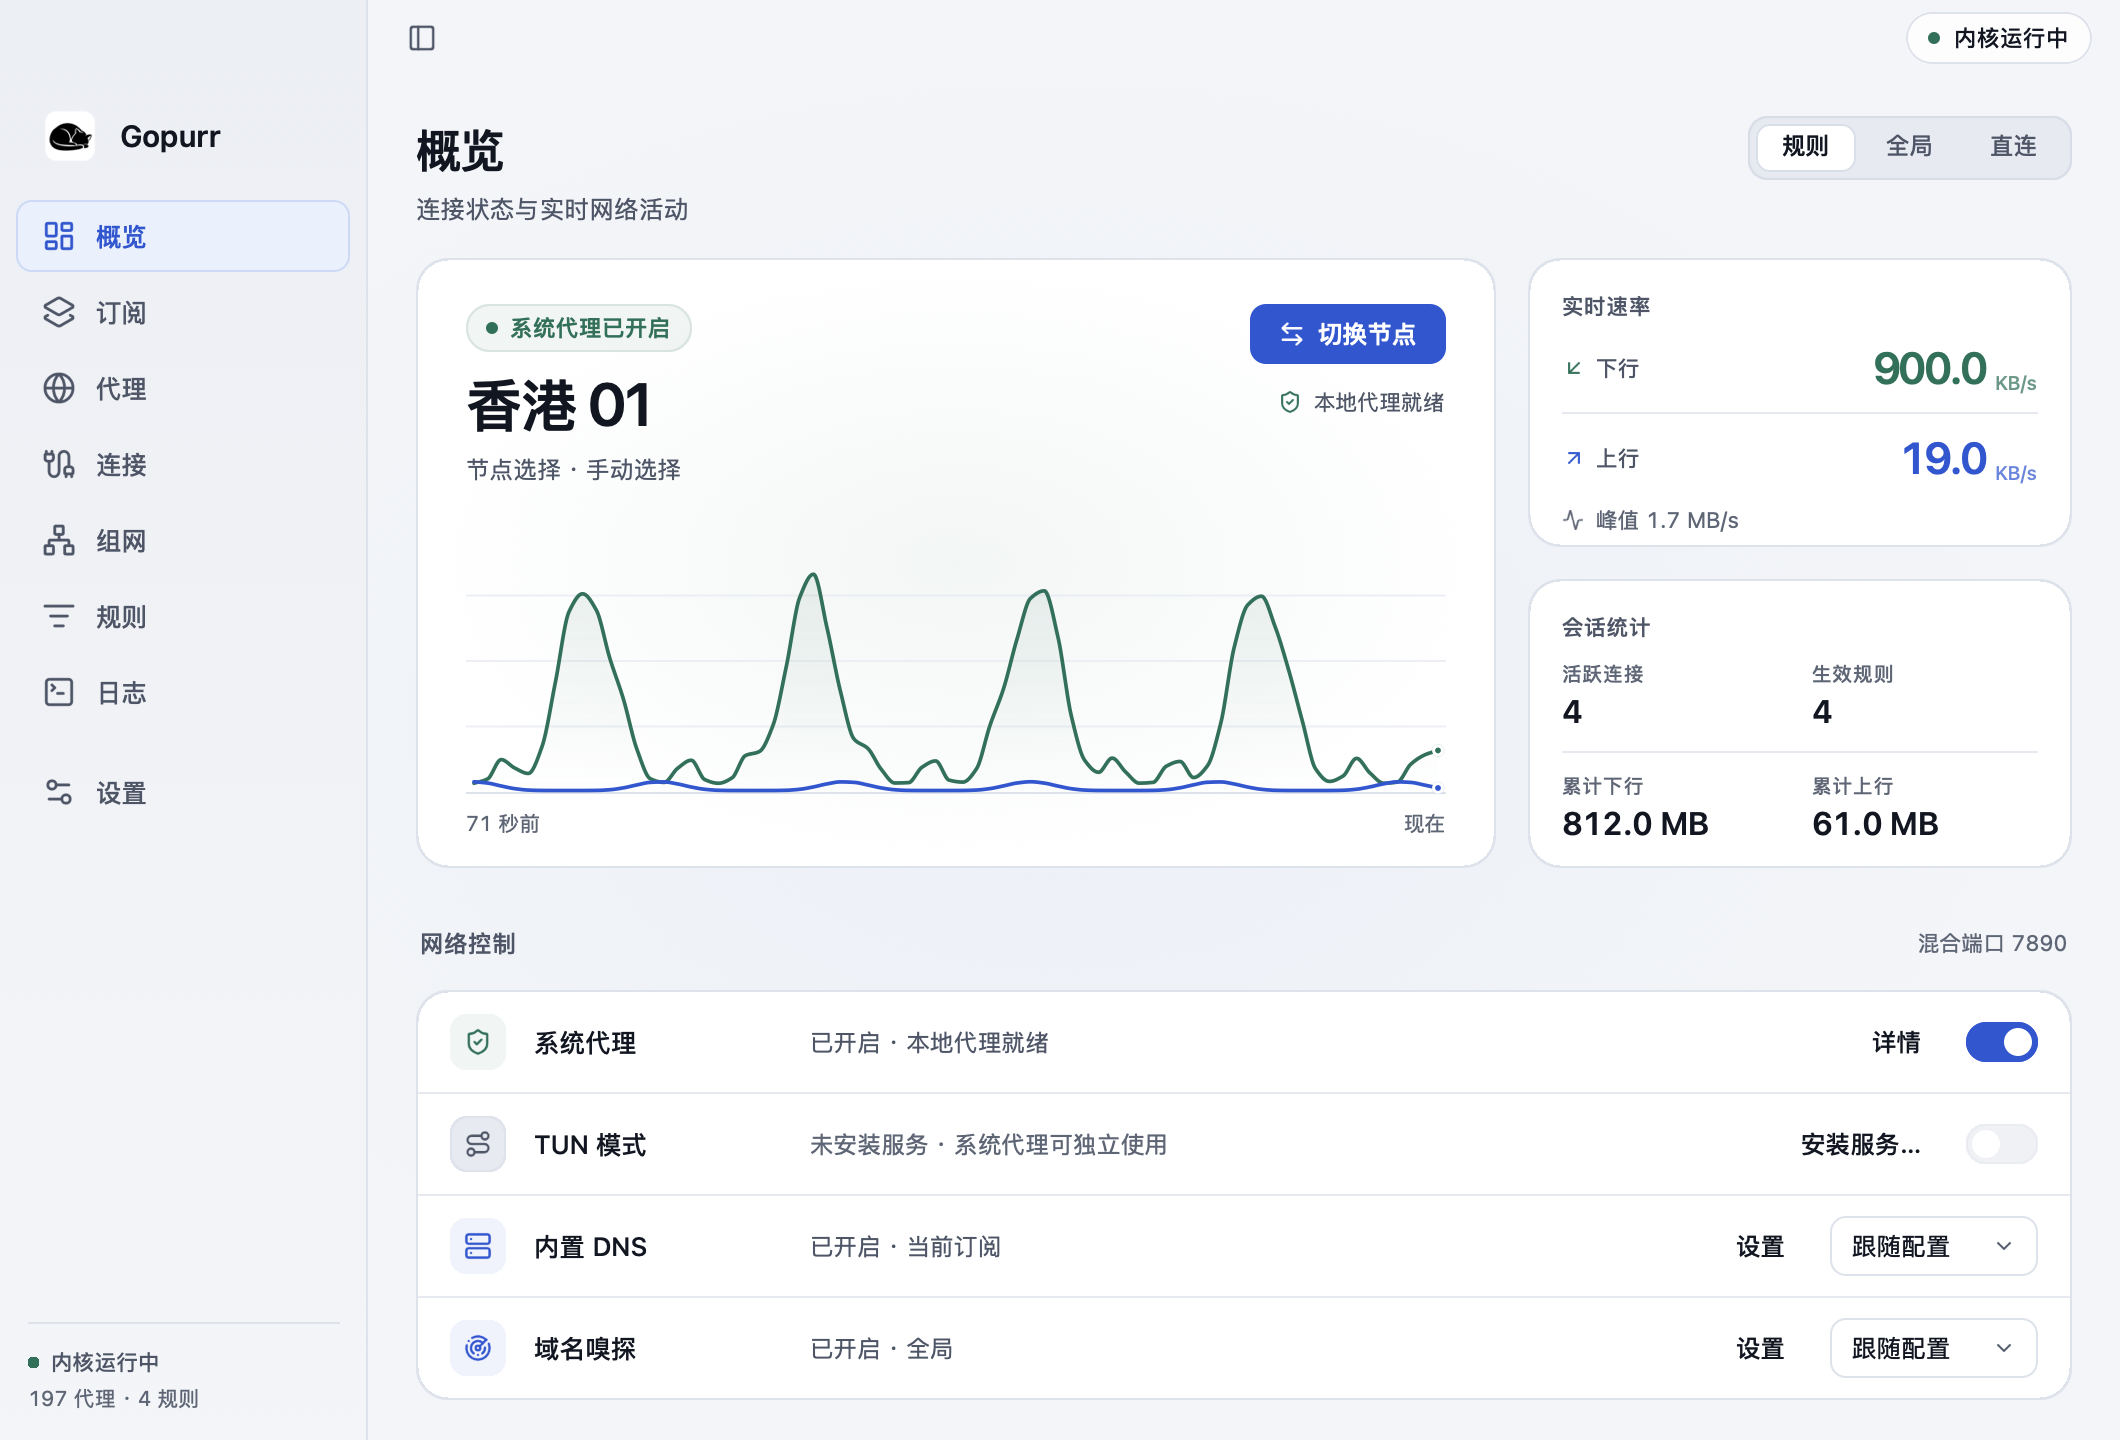 内核运行中
Gopurr
概览
订阅
代理
连接
组网
规则
日志
设置
内核运行中
197 代理 · 4 规则
概览
连接状态与实时网络活动
规则 全局 直连
系统代理已开启
切换节点
香港 01
本地代理就绪
节点选择 · 手动选择
71 秒前 现在
实时速率
下行 900.0 KB/s
上行 19.0 KB/s
峰值 1.7 MB/s
会话统计
活跃连接 生效规则
4 4
累计下行 累计上行
812.0 MB 61.0 MB
网络控制 混合端口 7890
系统代理 已开启 · 本地代理就绪 详情
TUN 模式 未安装服务 · 系统代理可独立使用 安装服务...
内置 DNS 已开启 · 当前订阅 设置 跟随配置
域名嗅探 已开启 · 全局 设置 跟随配置